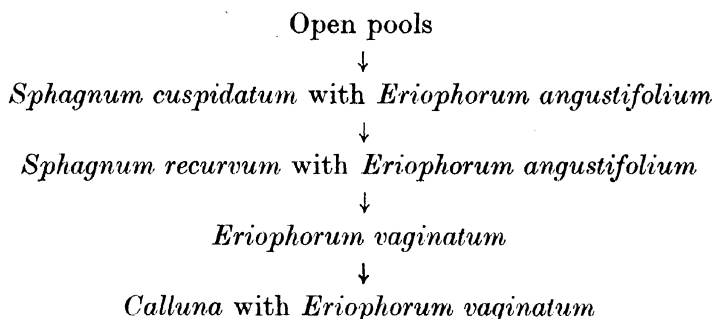 Open pools
↓
Sphagnum cuspidatum with Eriophorum angustifolium
↓
Sphagnum recurvum with Eriophorum angustifolium
↓
Eriophorum vaginatum
↓
Calluna with Eriophorum vaginatum